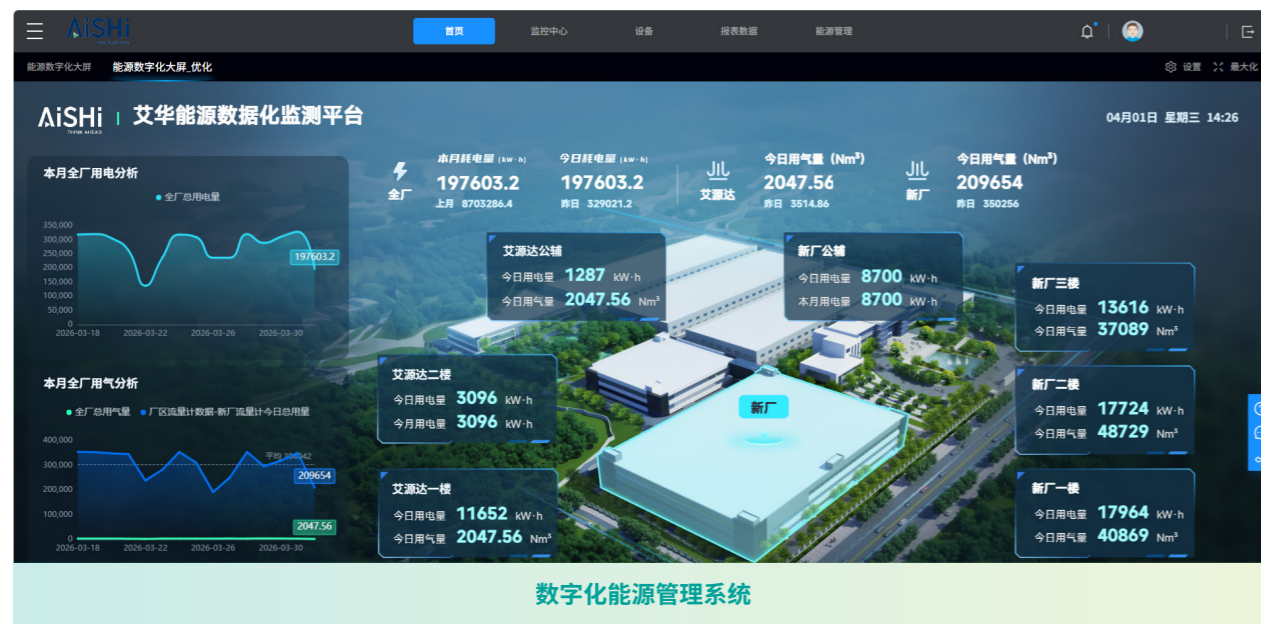 AiSHi
首页 监控中心 设备 报表数据 能源管理
能源数字化大屏 能源数字化大屏_优化 设置 最大化
AiSHi THINK AHEAD 艾华能源数据化监测平台
04月01日 星期三 14:26
本月耗电量 (kw·h) 今日耗电量 (kw·h) 今日用气量 (Nm³) 今日用气量 (Nm³)
全厂 197603.2 197603.2 艾源达 2047.56 新厂 209654
上月 8703286.4 昨日 329021.2 昨日 3514.86 昨日 350256
本月全厂用电分析
全厂总用电量
350,000
300,000
250,000
200,000
150,000
100,000
50,000
0
197603.2
2026-03-18 2026-03-22 2026-03-26 2026-03-30
本月全厂用气分析
全厂总用气量 厂区流量计数据-新厂流量计今日总用量
400,000
300,000
200,000
100,000
0
平均
209654
2047.56
2026-03-18 2026-03-22 2026-03-26 2026-03-30
艾源达公辅
今日用电量 1287 kW·h
今日用气量 2047.56 Nm³
新厂公辅
今日用电量 8700 kW·h
本月用电量 8700 kW·h
新厂三楼
今日用电量 13616 kW·h
今日用气量 37089 Nm³
艾源达二楼
今日用电量 3096 kW·h
今月用电量 3096 kW·h
新厂
新厂二楼
今日用电量 17724 kW·h
今日用气量 48729 Nm³
艾源达一楼
今日用电量 11652 kW·h
今日用气量 2047.56 Nm³
新厂一楼
今日用电量 17964 kW·h
今日用气量 40869 Nm³
数字化能源管理系统